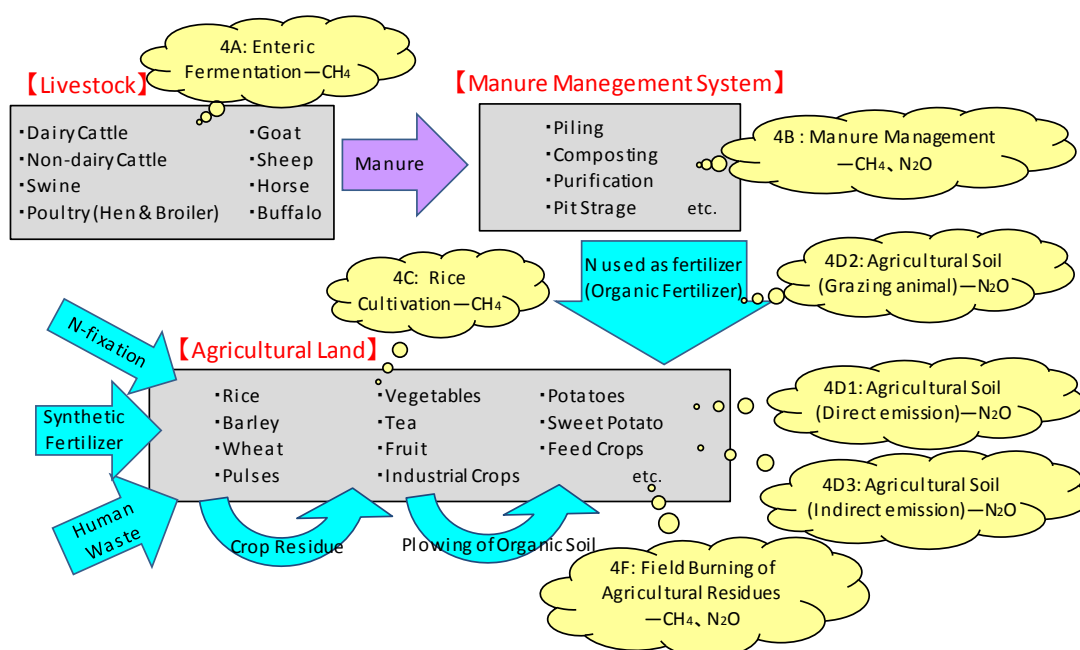 4A: Enteric
Fermentation—CH₄
【Livestock】
・Dairy Cattle
・Non-dairy Cattle
・Swine
・Poultry (Hen & Broiler)
・Goat
・Sheep
・Horse
・Buffalo
Manure
【Manure Manegement System】
・Piling
・Composting
・Purification
・Pit Strage
etc.
4B : Manure Management
—CH₄、N₂O
N used as fertilizer
(Organic Fertilizer)
4D2: Agricultural Soil
(Grazing animal)—N₂O
4C: Rice
Cultivation—CH₄
N-fixation
Synthetic
Fertilizer
Human
Waste
【Agricultural Land】
・Rice
・Barley
・Wheat
・Pulses
・Vegetables
・Tea
・Fruit
・Industrial Crops
・Potatoes
・Sweet Potato
・Feed Crops
etc.
4D1: Agricultural Soil
(Direct emission)—N₂O
4D3: Agricultural Soil
(Indirect emission)—N₂O
Crop Residue
Plowing of Organic Soil
4F: Field Burning of
Agricultural Residues
—CH₄、N₂O